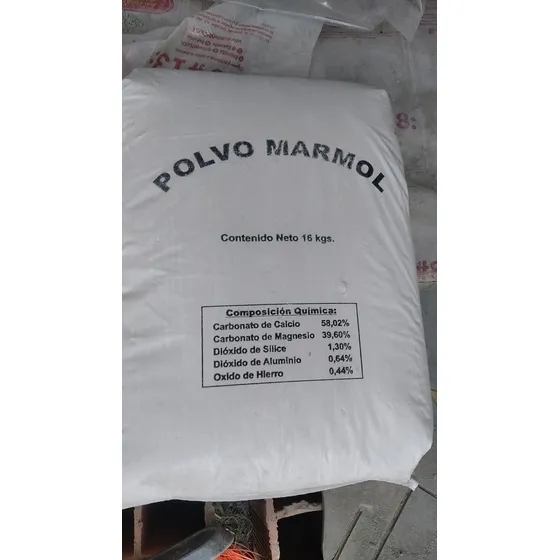 POLVO MARMOL
Contenido Neto 16 kgs.
Composición Química:
Carbonato de Calcio 58,02%
Carbonato de Magnesio 39,60%
Dióxido de Silice 1,30%
Dióxido de Aluminio 0,64%
Oxido de Hierro 0,44%